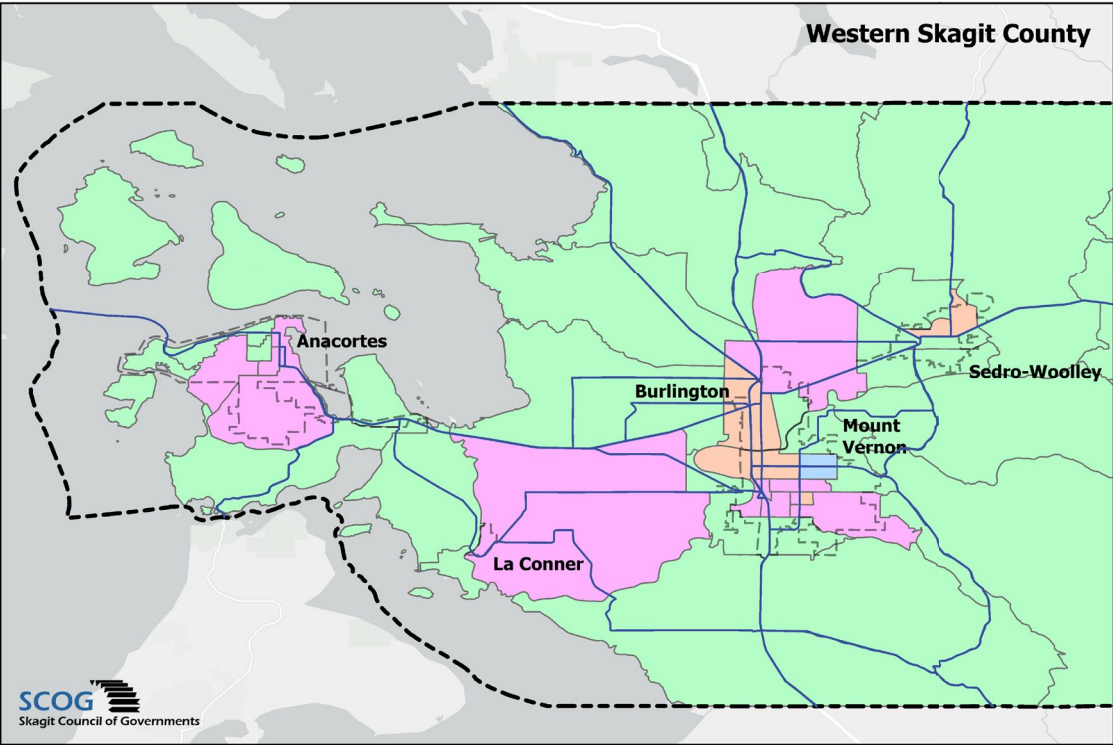 Western Skagit County
Anacortes
Burlington
Sedro-Woolley
Mount
Vernon
La Conner
SCOG
Skagit Council of Governments